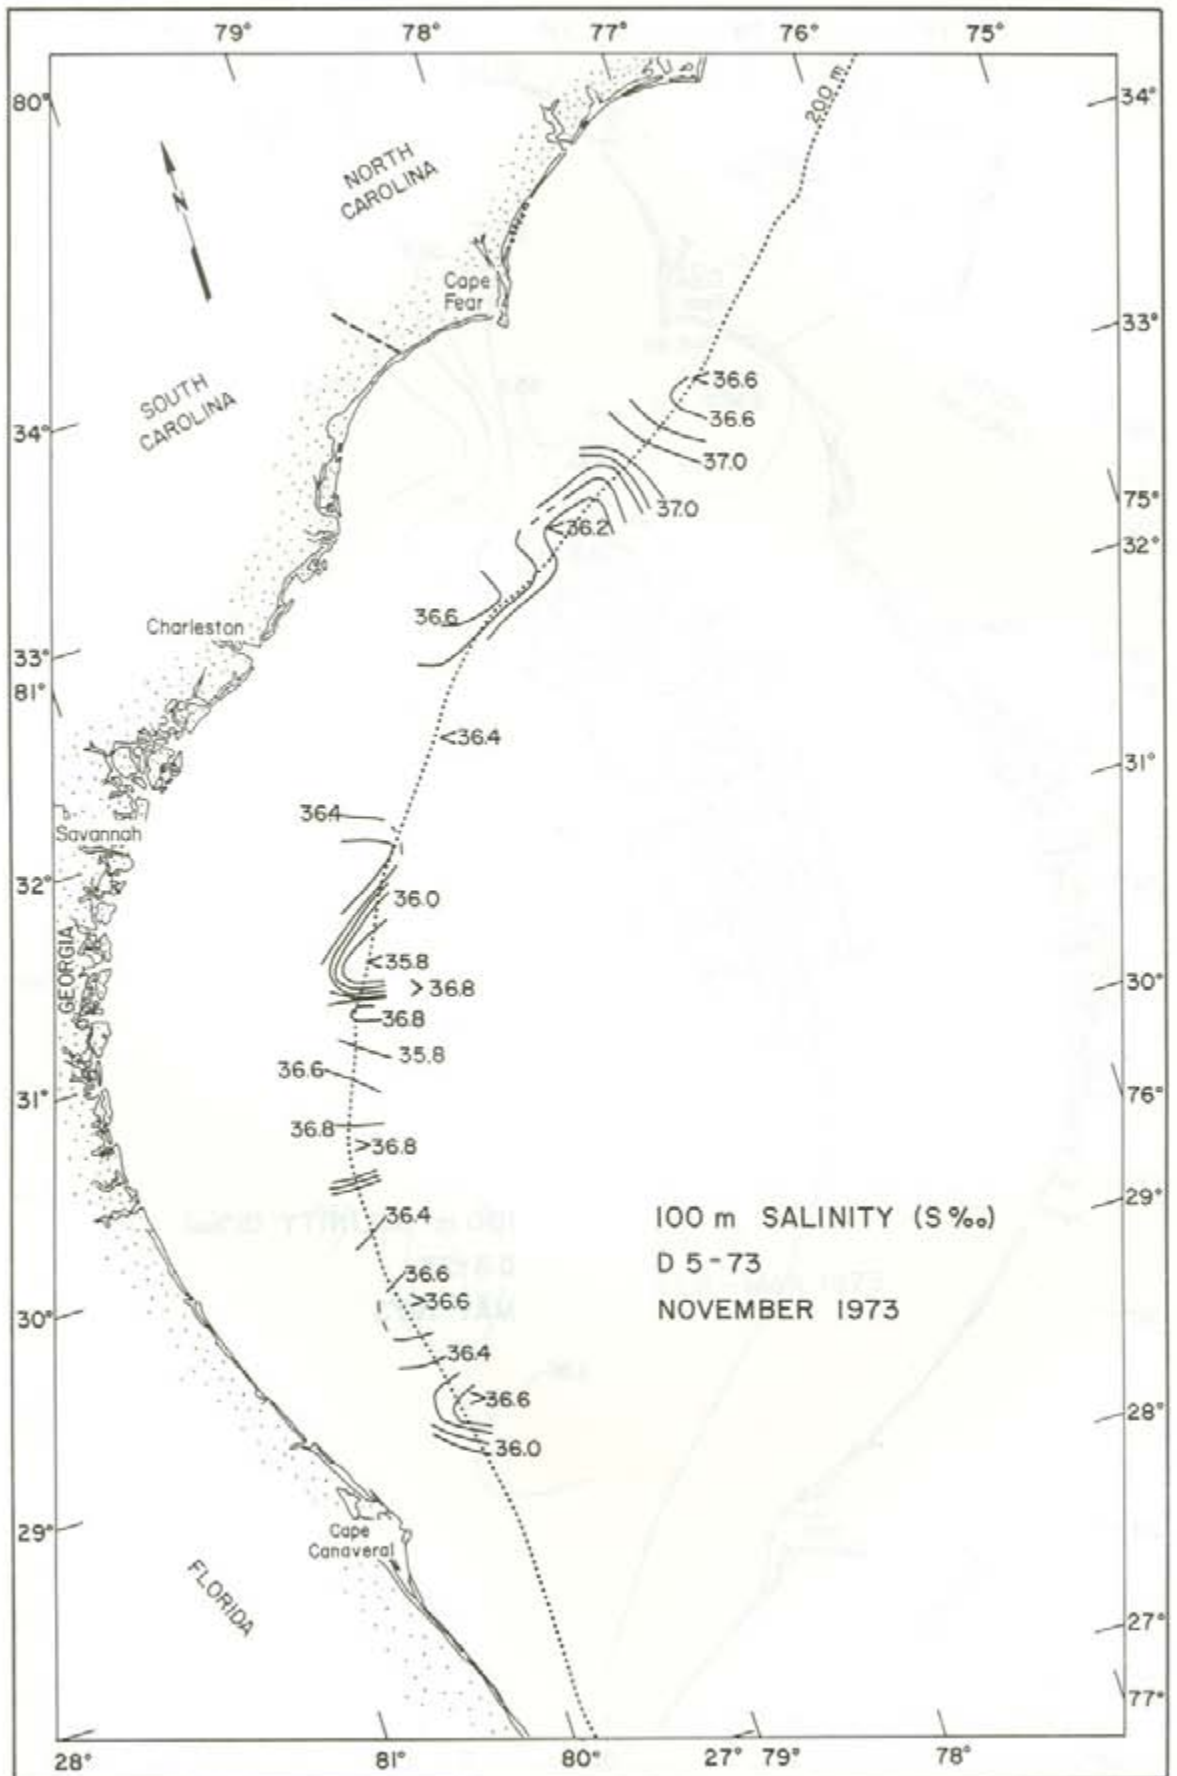 79° 78° 77° 76° 75°
80°
34°
200 m
NORTH
CAROLINA
N
Cape
Fear
33°
SOUTH
CAROLINA
<36.6
36.6
34°
37.0
75°
37.0
<36.2
32°
36.6
Charleston
33°
81°
<36.4
31°
36.4
Savannah
32°
36.0
GEORGIA
<35.8
30°
>36.8
36.8
35.8
36.6
31°
76°
36.8
>36.8
29°
36.4
100 m SALINITY (S‰)
D 5-73
NOVEMBER 1973
36.6
>36.6
30°
36.4
>36.6
28°
36.0
29°
Cape
Canaveral
FLORIDA
27°
77°
28° 81° 80° 27° 79° 78°